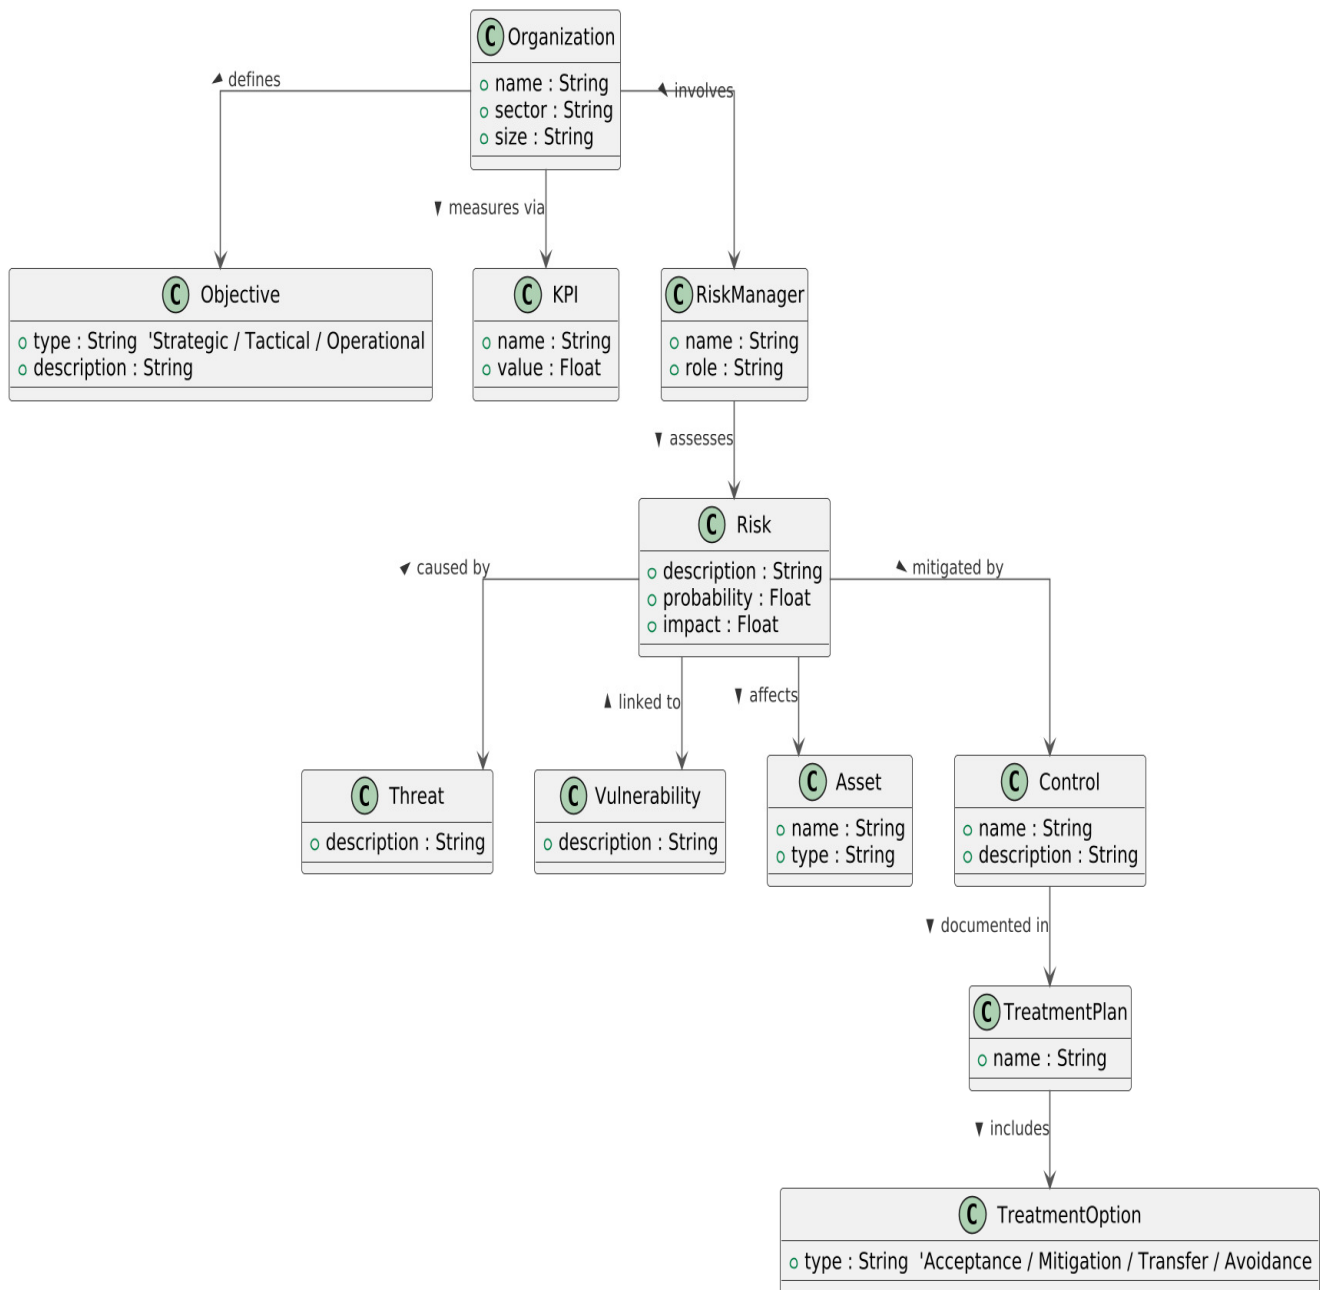 C Organization
name : String
sector : String
size : String
defines
involves
measures via
C Objective
type : String 'Strategic / Tactical / Operational
description : String
C KPI
name : String
value : Float
C RiskManager
name : String
role : String
assesses
C Risk
description : String
probability : Float
impact : Float
caused by
mitigated by
linked to
affects
C Threat
description : String
C Vulnerability
description : String
C Asset
name : String
type : String
C Control
name : String
description : String
documented in
C TreatmentPlan
name : String
includes
C TreatmentOption
type : String 'Acceptance / Mitigation / Transfer / Avoidance